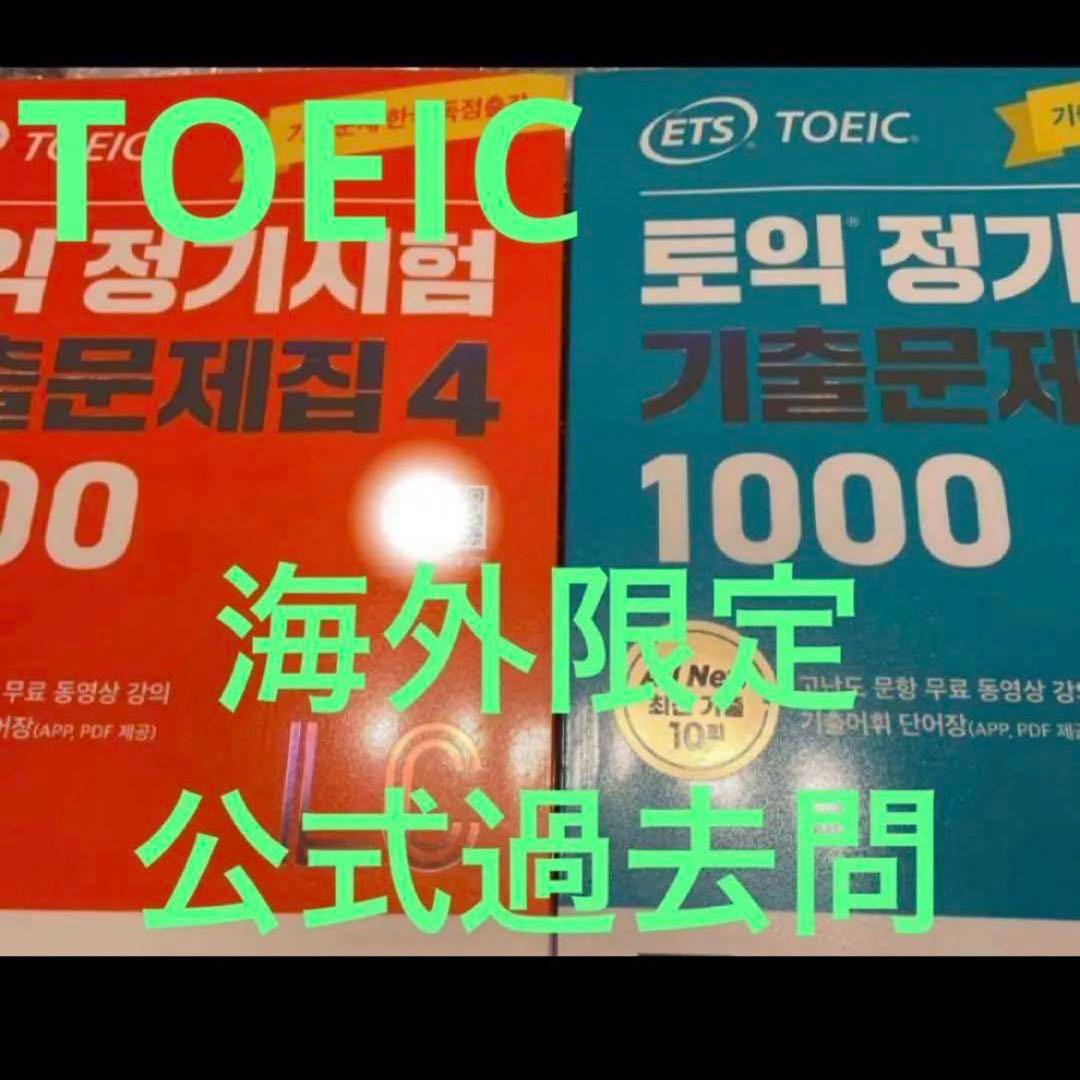 TOEIC
익 정기시험
출문제집 4
00
무료 동영상 강의
어장(APP, PDF 제공)
LC
ETS TOEIC
토익 정기
기출문제
1000
최신 기출
10회
고난도 문항 무료 동영상 강의
기출어휘 단어장(APP, PDF 제공
海外限定
公式過去問